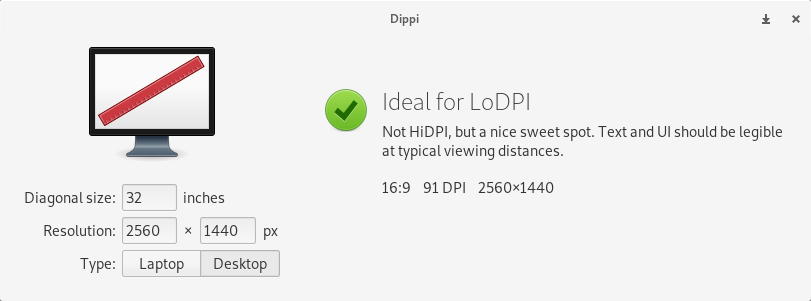 Dippi
Ideal for LoDPI
Not HiDPI, but a nice sweet spot. Text and UI should be legible
at typical viewing distances.
16:9 91 DPI 2560×1440
Diagonal size: 32 inches
Resolution: 2560 × 1440 px
Type: Laptop Desktop